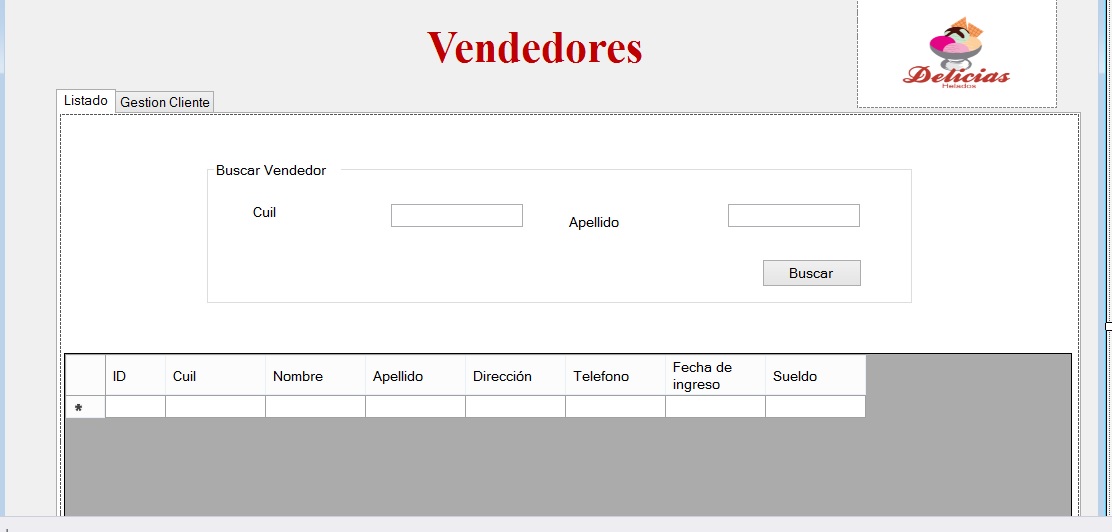 Vendedores
Delicias
Helados
Listado
Gestion Cliente
Buscar Vendedor
Cuil
Apellido
Buscar
ID
Cuil
Nombre
Apellido
Dirección
Telefono
Fecha de
ingreso
Sueldo
*